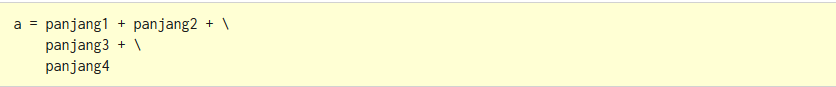 a = panjang1 + panjang2 + \
    panjang3 + \
    panjang4